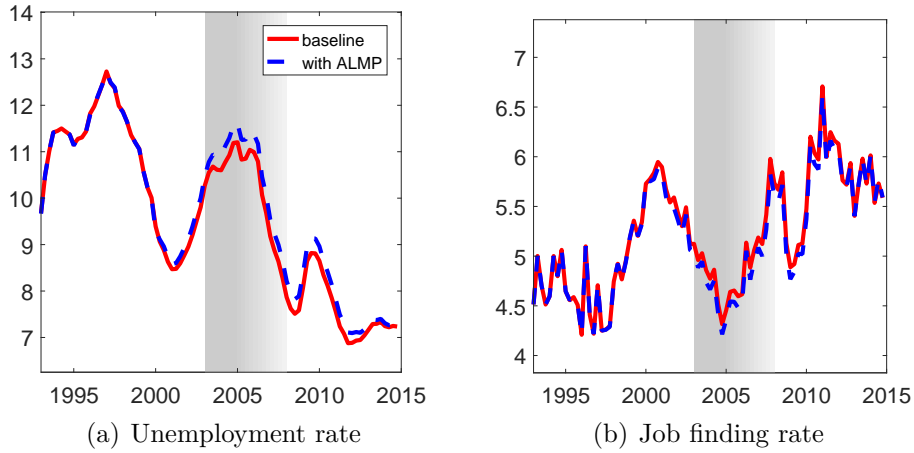 14
13
12
11
10
9
8
7
1995 2000 2005 2010 2015
baseline
with ALMP
(a) Unemployment rate
7
6.5
6
5.5
5
4.5
4
1995 2000 2005 2010 2015
(b) Job finding rate